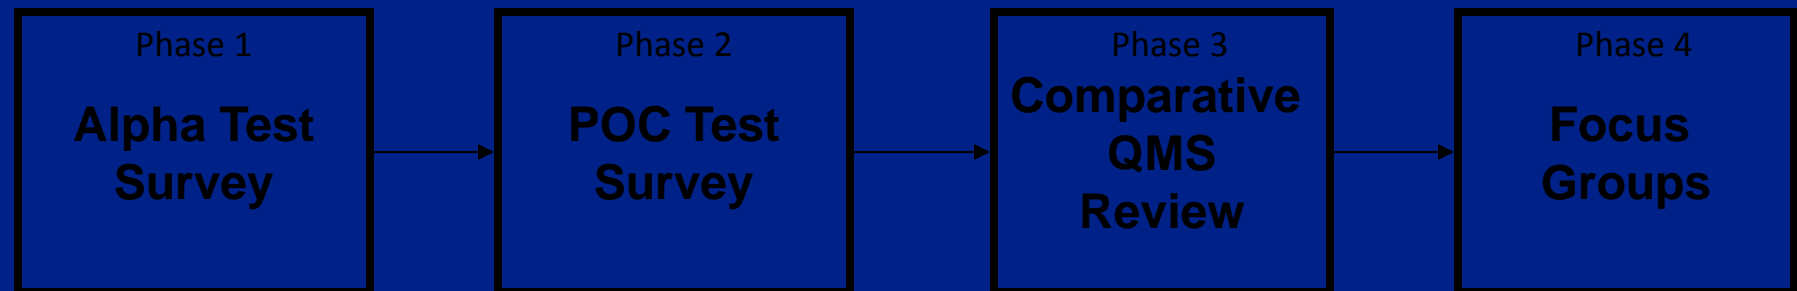 Phase 1
Alpha Test
Survey
Phase 2
POC Test
Survey
Phase 3
Comparative
QMS
Review
Phase 4
Focus
Groups